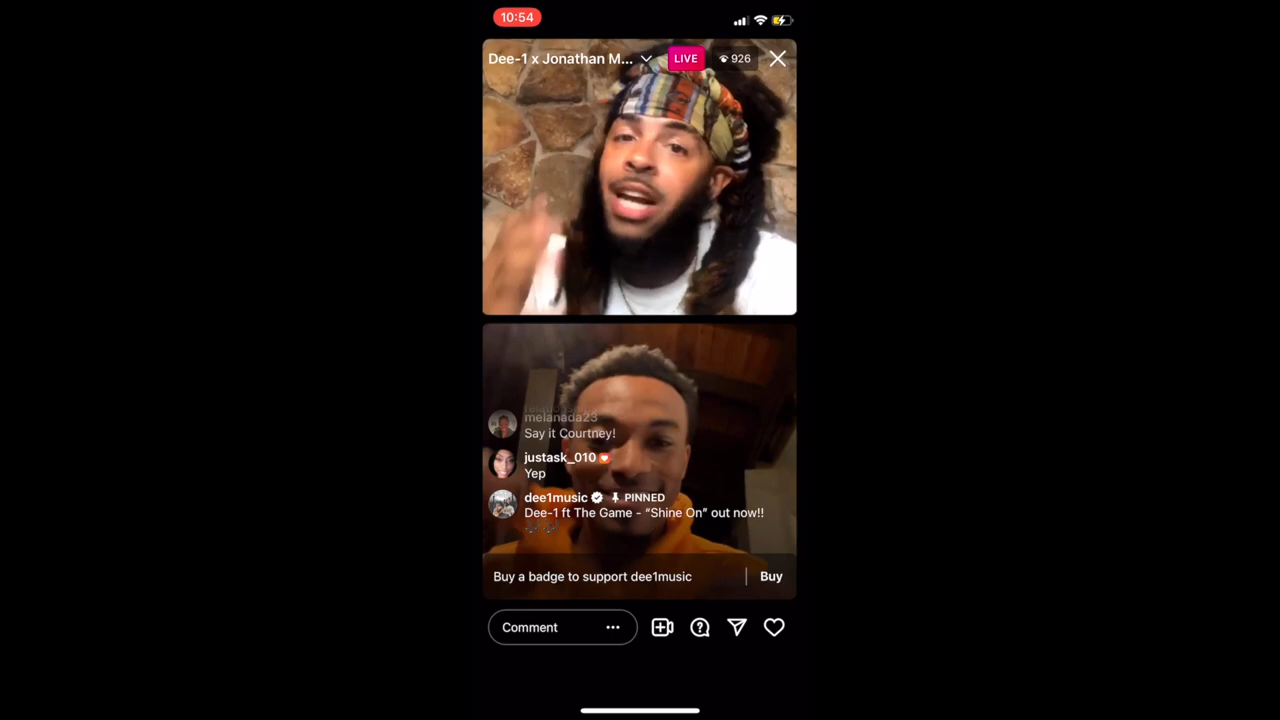 10:54
Dee-1 x Jonathan M...
LIVE
926
melanada23
Say it Courtney!
justask_010
Yep
dee1music PINNED
Dee-1 ft The Game - “Shine On” out now!!
Buy a badge to support dee1music
Buy
Comment